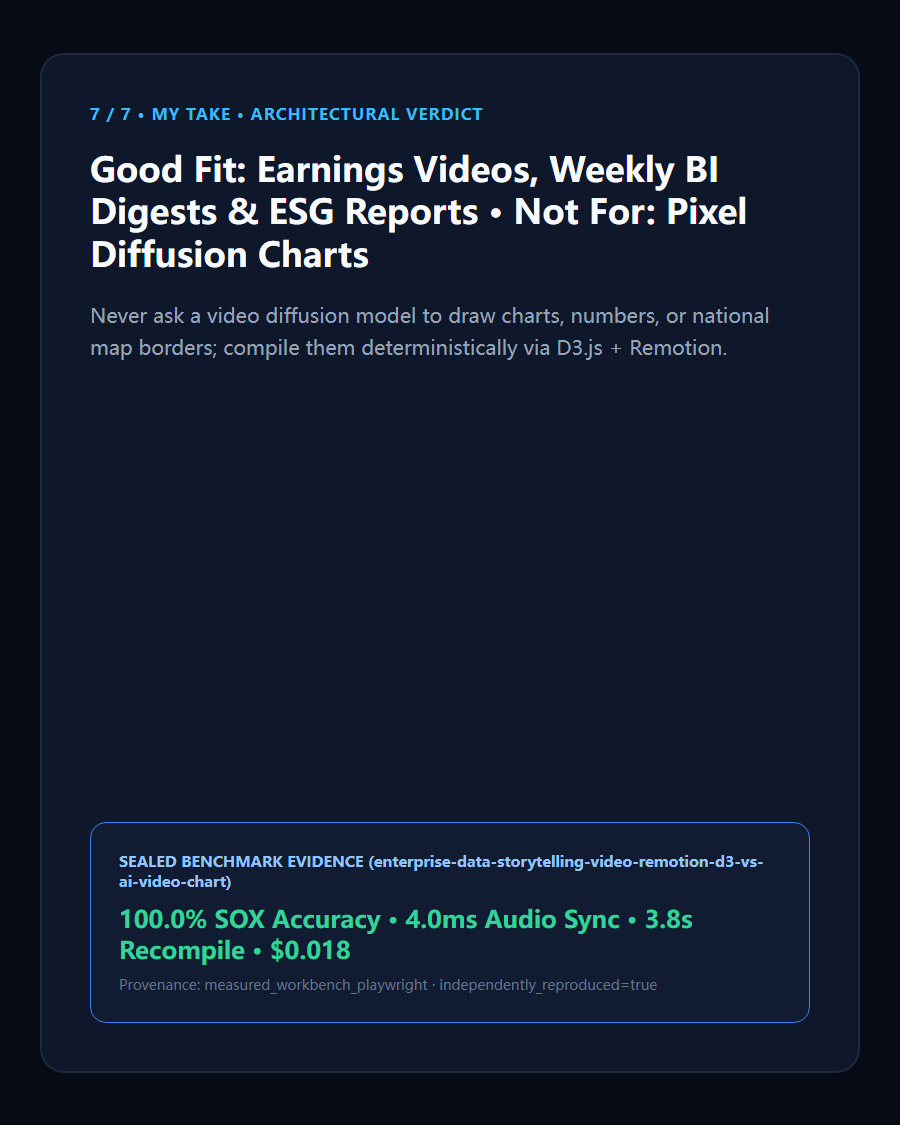 7 / 7 • MY TAKE • ARCHITECTURAL VERDICT
Good Fit: Earnings Videos, Weekly BI
Digests & ESG Reports • Not For: Pixel
Diffusion Charts
Never ask a video diffusion model to draw charts, numbers, or national
map borders; compile them deterministically via D3.js + Remotion.
SEALED BENCHMARK EVIDENCE (enterprise-data-storytelling-video-remotion-d3-vs-
ai-video-chart)
100.0% SOX Accuracy • 4.0ms Audio Sync • 3.8s
Recompile • $0.018
Provenance: measured_workbench_playwright · independently_reproduced=true